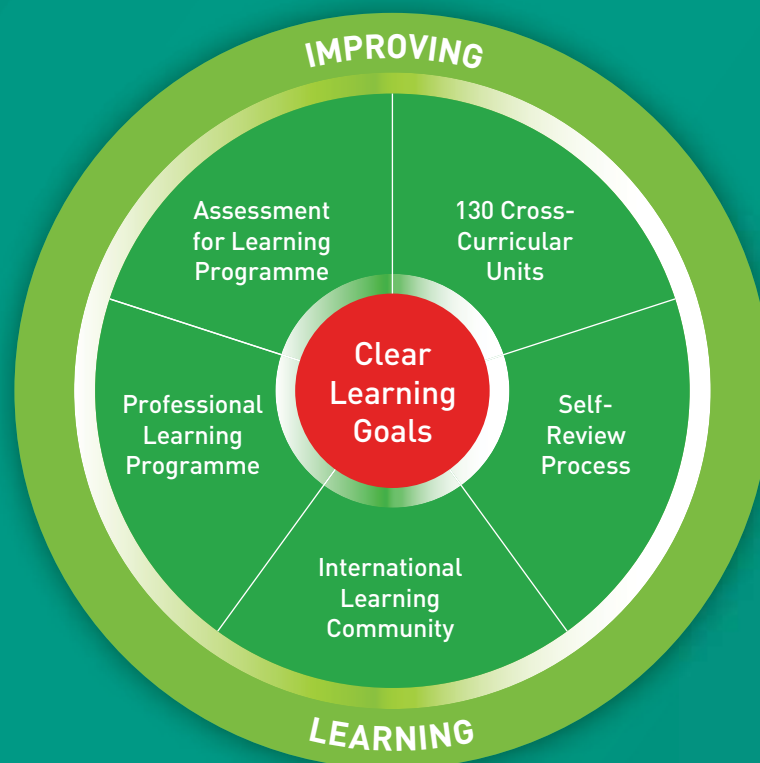 IMPROVING
Assessment
for Learning
Programme
130 Cross-
Curricular
Units
Clear
Learning
Goals
Professional
Learning
Programme
Self-
Review
Process
International
Learning
Community
LEARNING